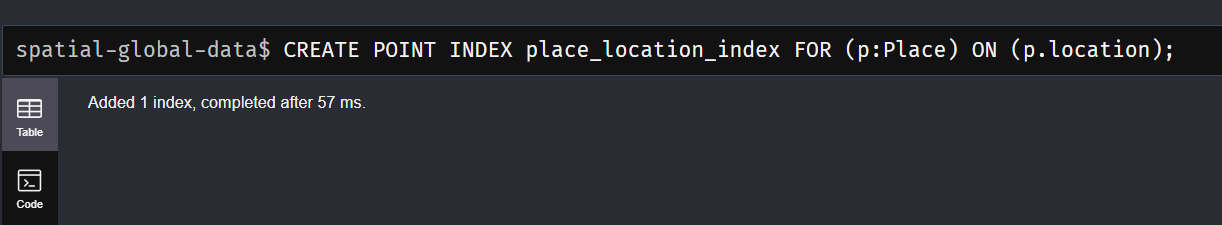 spatial-global-data$ CREATE POINT INDEX place_location_index FOR (p:Place) ON (p.location);
Added 1 index, completed after 57 ms.
Table
Code